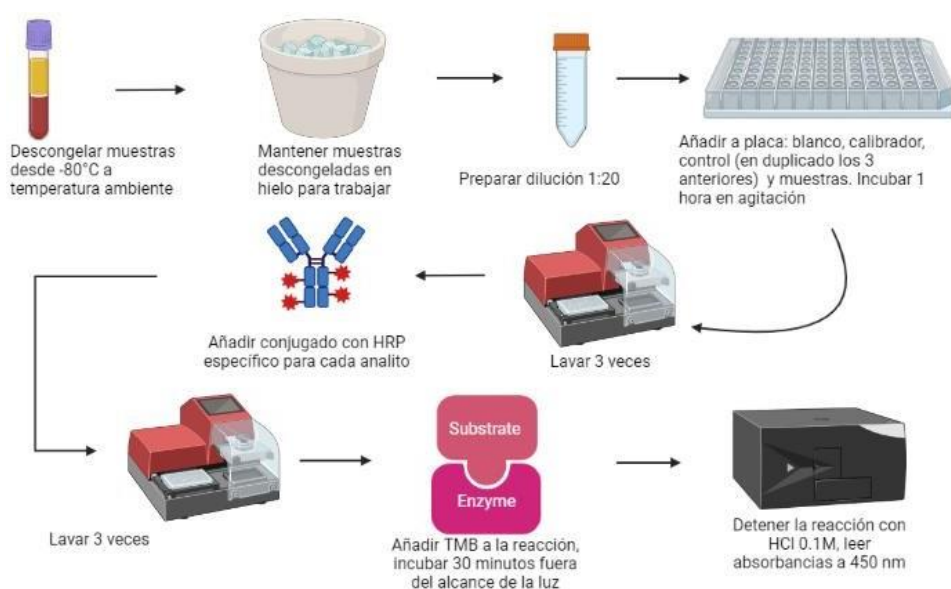 Descongelar muestras
desde -80°C a
temperatura ambiente
Mantener muestras
descongeladas en
hielo para trabajar
Preparar dilución 1:20
Añadir a placa: blanco, calibrador,
control (en duplicado los 3
anteriores) y muestras. Incubar 1
hora en agitación
Lavar 3 veces
Añadir conjugado con HRP
específico para cada analito
Lavar 3 veces
Substrate
Enzyme
Añadir TMB a la reacción,
incubar 30 minutos fuera
del alcance de la luz
Detener la reacción con
HCl 0.1M, leer
absorbancias a 450 nm